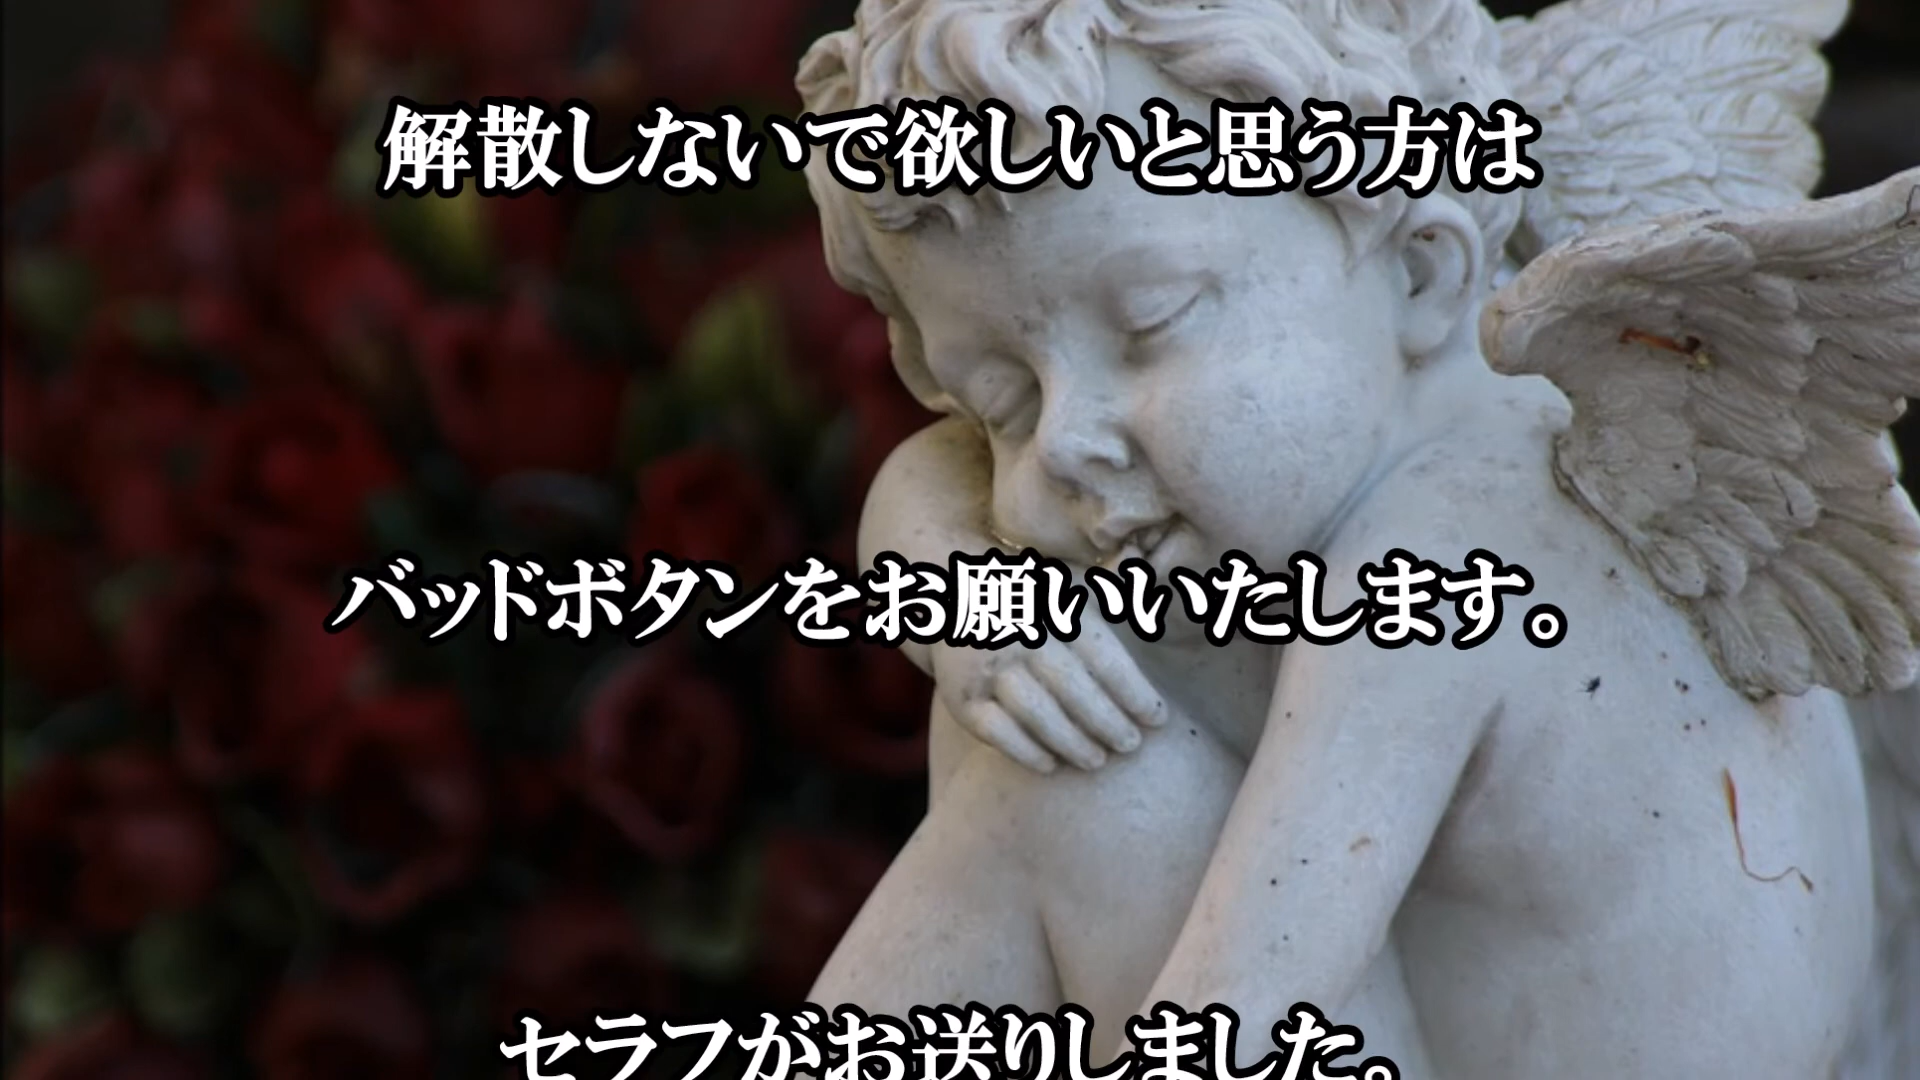 解散しないで欲しいと思う方は
バッドボタンをお願いいたします。
セラフがお送りしました。